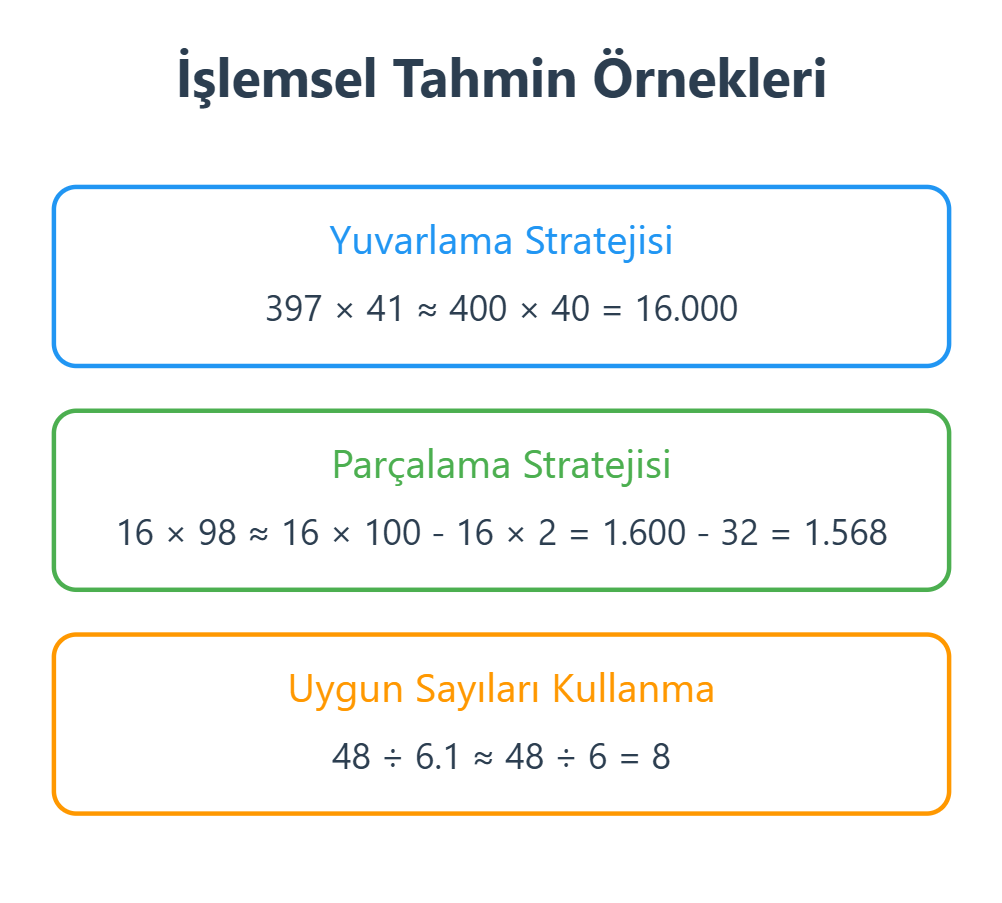 İşlemsel Tahmin Örnekleri
Yuvarlama Stratejisi
397 × 41 ≈ 400 × 40 = 16.000
Parçalama Stratejisi
16 × 98 ≈ 16 × 100 - 16 × 2 = 1.600 - 32 = 1.568
Uygun Sayıları Kullanma
48 ÷ 6.1 ≈ 48 ÷ 6 = 8